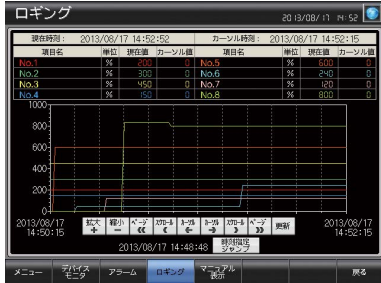 ロギング 2013/08/17 14:52
現在時刻: 2013/08/17 14:52:52 カーソル時刻: 2013/08/17 14:52:15
項目名 単位 現在値 カーソル値 項目名 単位 現在値 カーソル値
No.1 % 200 0 No.5 % 600 0
No.2 % 300 0 No.6 % 240 0
No.3 % 450 0 No.7 % 120 0
No.4 % 150 0 No.8 % 800 0
1000
800
600
400
200
0
2013/08/17 14:50:15
拡大 + 縮小 − ページ ≪ スクロール < カーソル < カーソル > スクロール > ページ ≫ 更新
2013/08/17 14:52:15
2013/08/17 14:48:48 時刻指定 ジャンプ
メニュー デバイスモニタ アラーム ロギング マニュアル表示 戻る